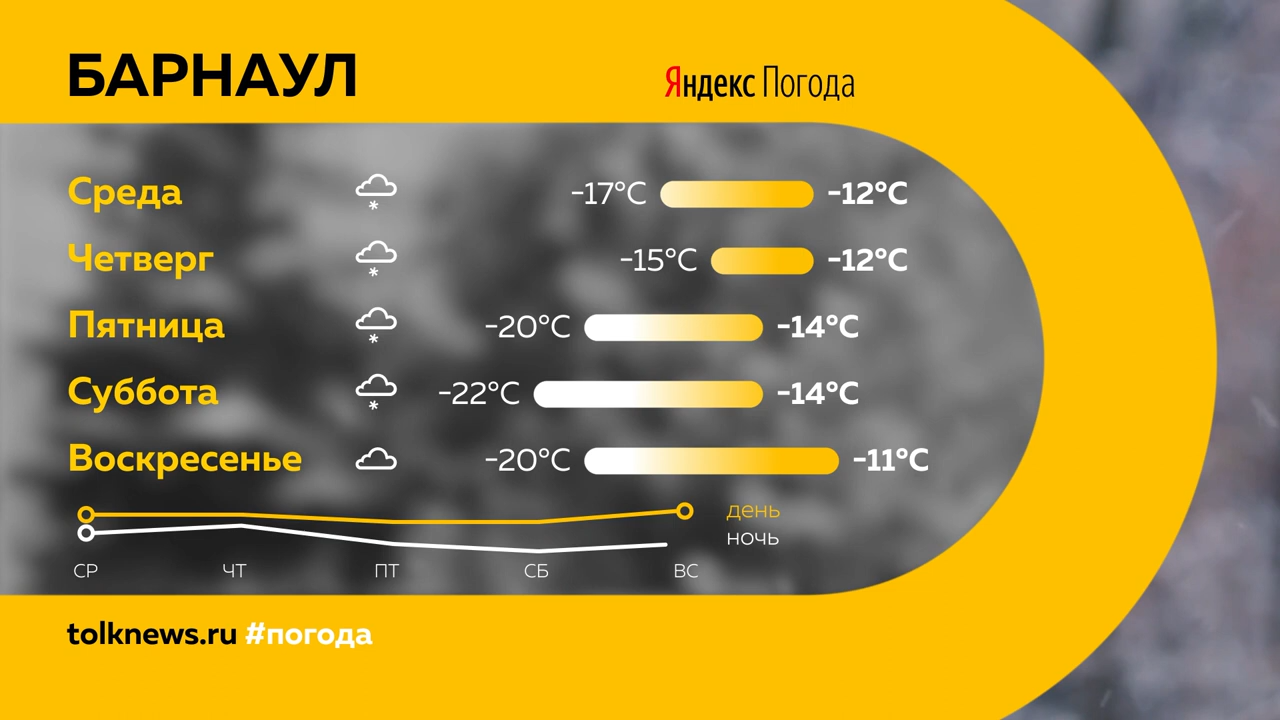 БАРНАУЛ
Яндекс Погода
Среда -17°C -12°C
Четверг -15°C -12°C
Пятница -20°C -14°C
Суббота -22°C -14°C
Воскресенье -20°C -11°C
день
ночь
СР ЧТ ПТ СБ ВС
tolknews.ru #погода